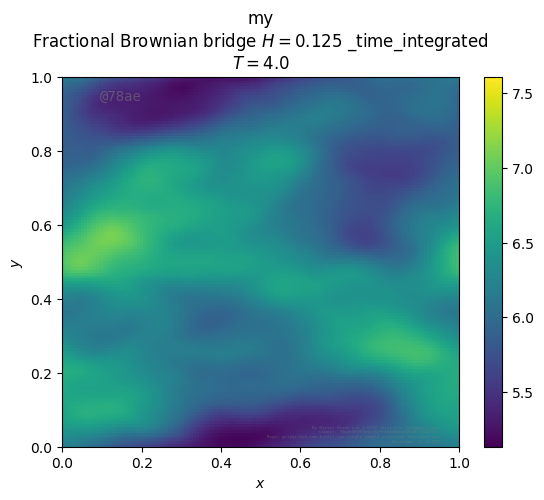 my
Fractional Brownian bridge H = 0.125 _time_integrated
T = 4.0
@78ae
1.0
0.8
0.6
0.4
0.2
0.0
y
0.0 0.2 0.4 0.6 0.8 1.0
x
7.5
7.0
6.5
6.0
5.5